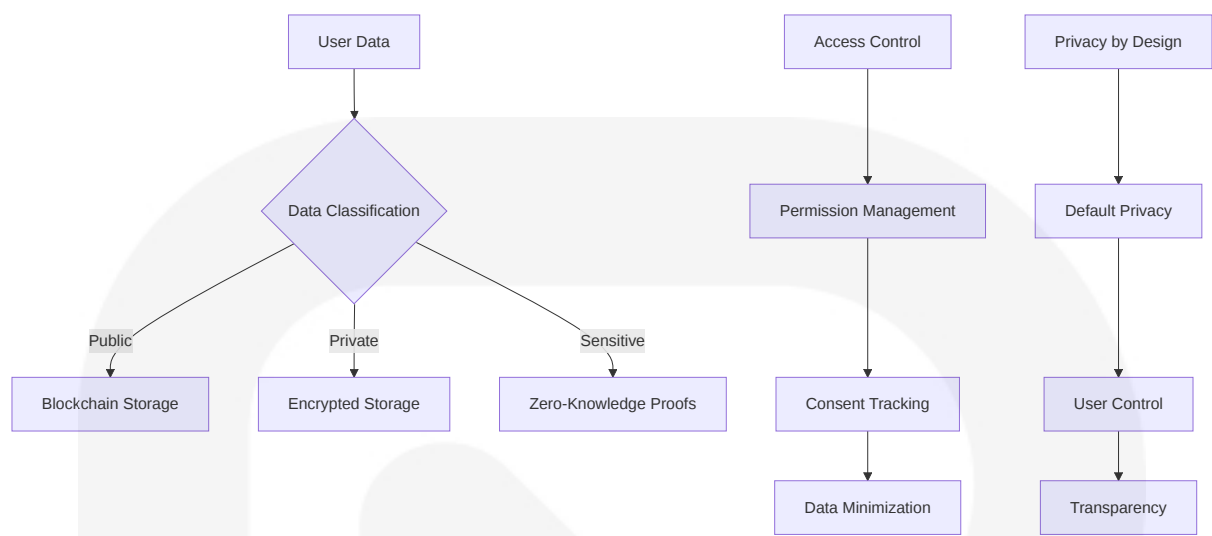 User Data
Access Control
Privacy by Design
Data Classification
Permission Management
Default Privacy
Public
Private
Sensitive
Blockchain Storage
Encrypted Storage
Zero-Knowledge Proofs
Consent Tracking
User Control
Data Minimization
Transparency